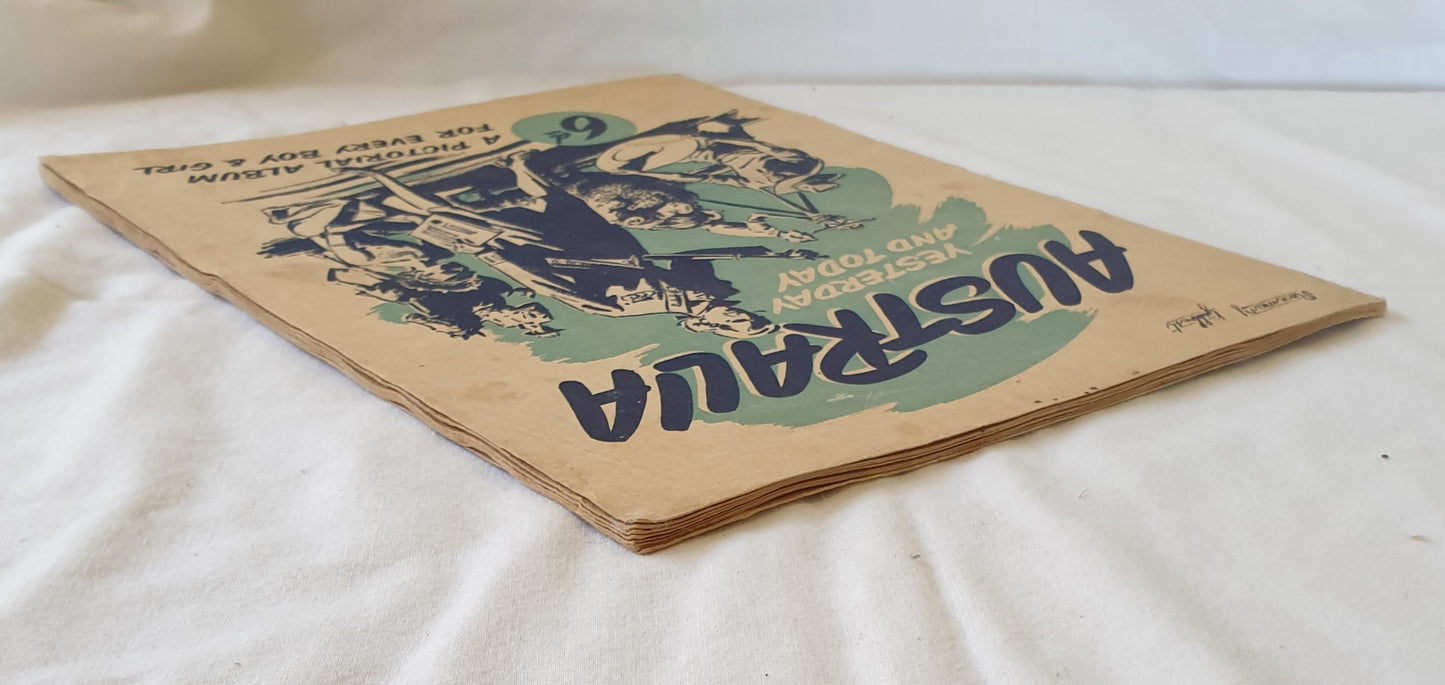 AUSTRALIA
YESTERDAY
AND TODAY
6d
A PICTORIAL ALBUM
FOR EVERY BOY & GIRL